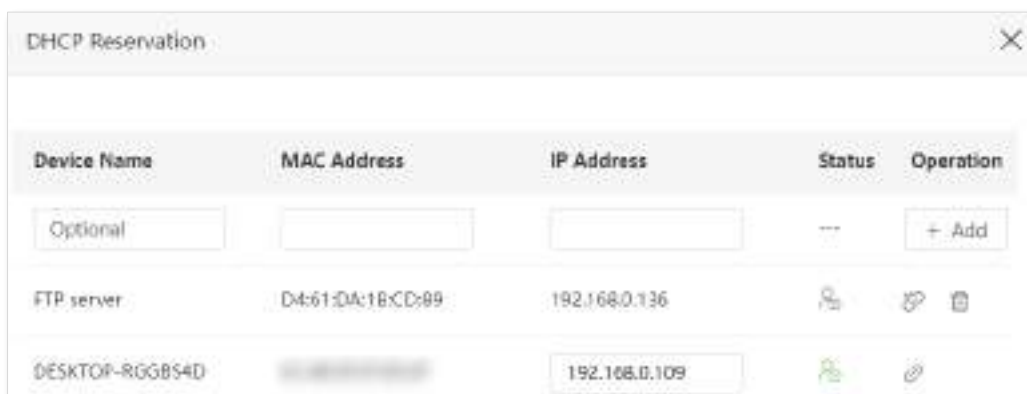 DHCP Reservation
Device Name MAC Address IP Address Status Operation
Optional --- + Add
FTP server D4:61:DA:1B:CD:89 192.168.0.136
DESKTOP-RGGBS4D 192.168.0.109